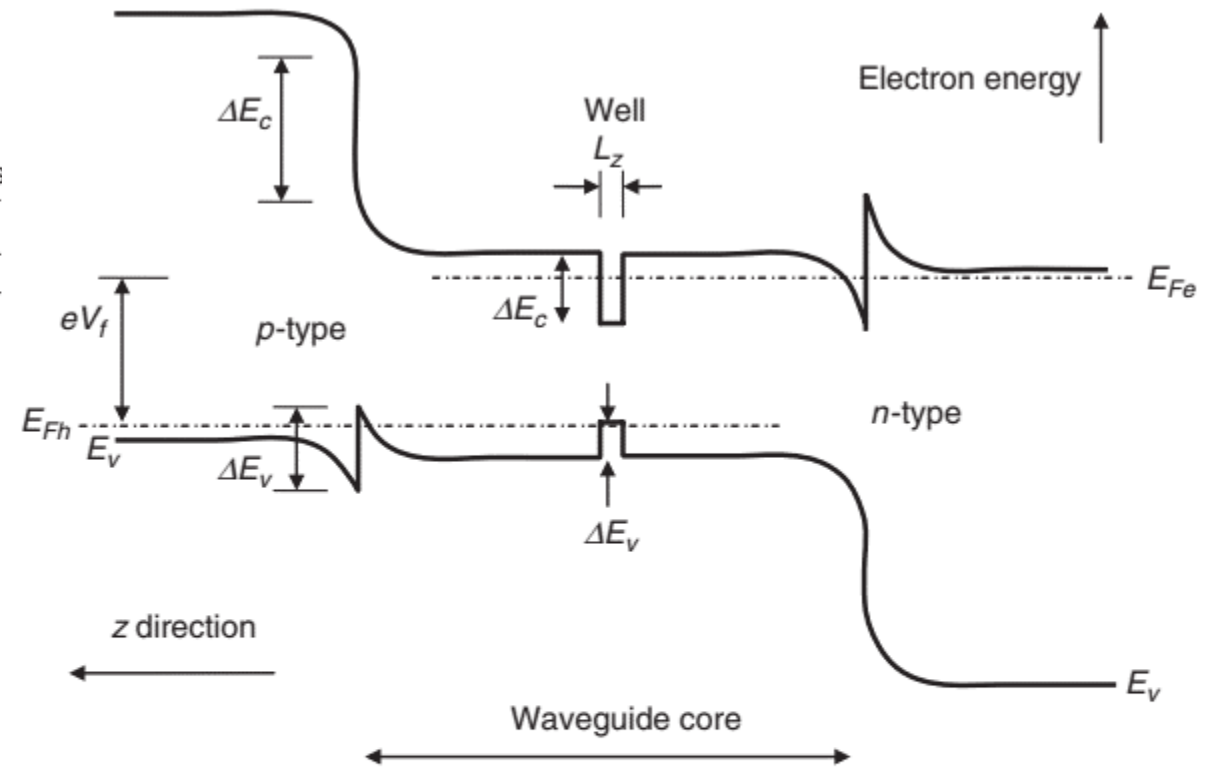 Electron energy
ΔE_c
Well
L_z
E_Fe
ΔE_c
eV_f
p-type
n-type
E_Fh
E_v
ΔE_v
ΔE_v
z direction
E_v
Waveguide core